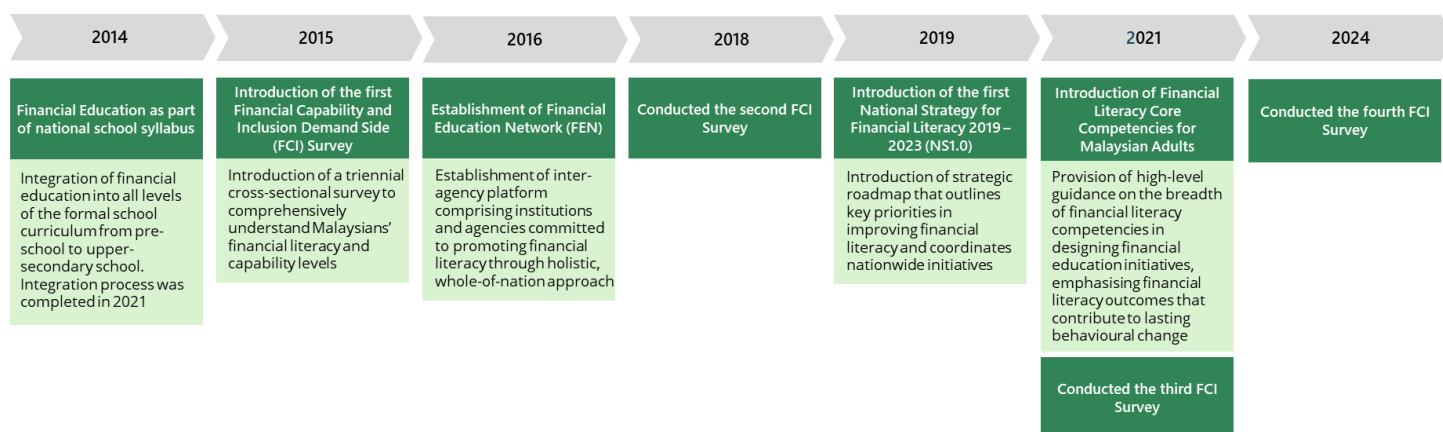 2014
2015
2016
2018
2019
2021
2024
Financial Education as part
of national school syllabus
Integration of financial
education into all levels
of the formal school
curriculum from pre-
school to upper-
secondary school.
Integration process was
completed in 2021
Introduction of the first
Financial Capability and
Inclusion Demand Side
(FCI) Survey
Introduction of a triennial
cross-sectional survey to
comprehensively
understand Malaysians’
financial literacy and
capability levels
Establishment of Financial
Education Network (FEN)
Establishment of inter-
agency platform
comprising institutions
and agencies committed
to promoting financial
literacy through holistic,
whole-of-nation approach
Conducted the second FCI
Survey
Introduction of the first
National Strategy for
Financial Literacy 2019 –
2023 (NS1.0)
Introduction of strategic
roadmap that outlines
key priorities in
improving financial
literacy and coordinates
nationwide initiatives
Introduction of Financial
Literacy Core
Competencies for
Malaysian Adults
Provision of high-level
guidance on the breadth
of financial literacy
competencies in
designing financial
education initiatives,
emphasising financial
literacy outcomes that
contribute to lasting
behavioural change
Conducted the third FCI
Survey
Conducted the fourth FCI
Survey